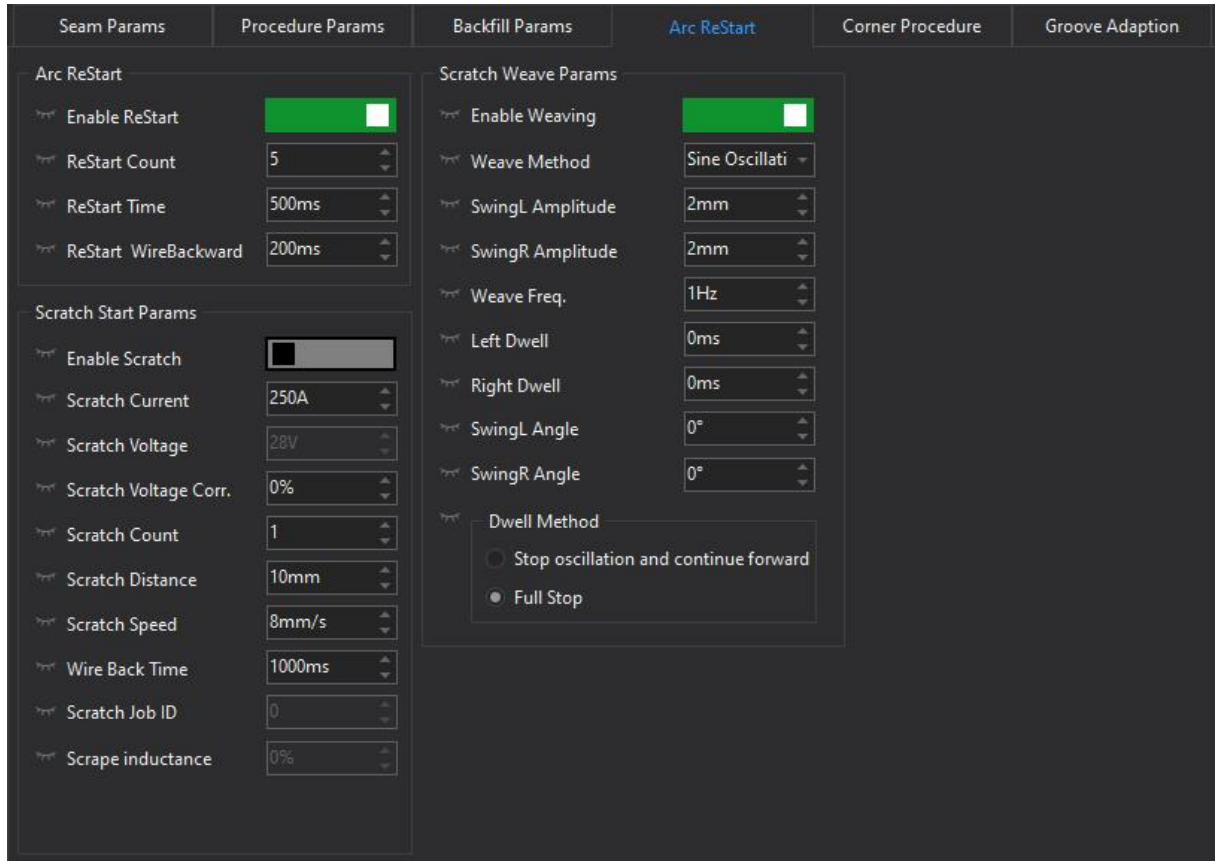 Seam Params Procedure Params Backfill Params Arc ReStart Corner Procedure Groove Adaption
Arc ReStart
Enable ReStart
ReStart Count 5
ReStart Time 500ms
ReStart WireBackward 200ms
Scratch Start Params
Enable Scratch
Scratch Current 250A
Scratch Voltage 28V
Scratch Voltage Corr. 0%
Scratch Count 1
Scratch Distance 10mm
Scratch Speed 8mm/s
Wire Back Time 1000ms
Scratch Job ID 0
Scrape inductance 0%
Scratch Weave Params
Enable Weaving
Weave Method Sine Oscillati
SwingL Amplitude 2mm
SwingR Amplitude 2mm
Weave Freq. 1Hz
Left Dwell 0ms
Right Dwell 0ms
SwingL Angle 0°
SwingR Angle 0°
Dwell Method
Stop oscillation and continue forward
Full Stop